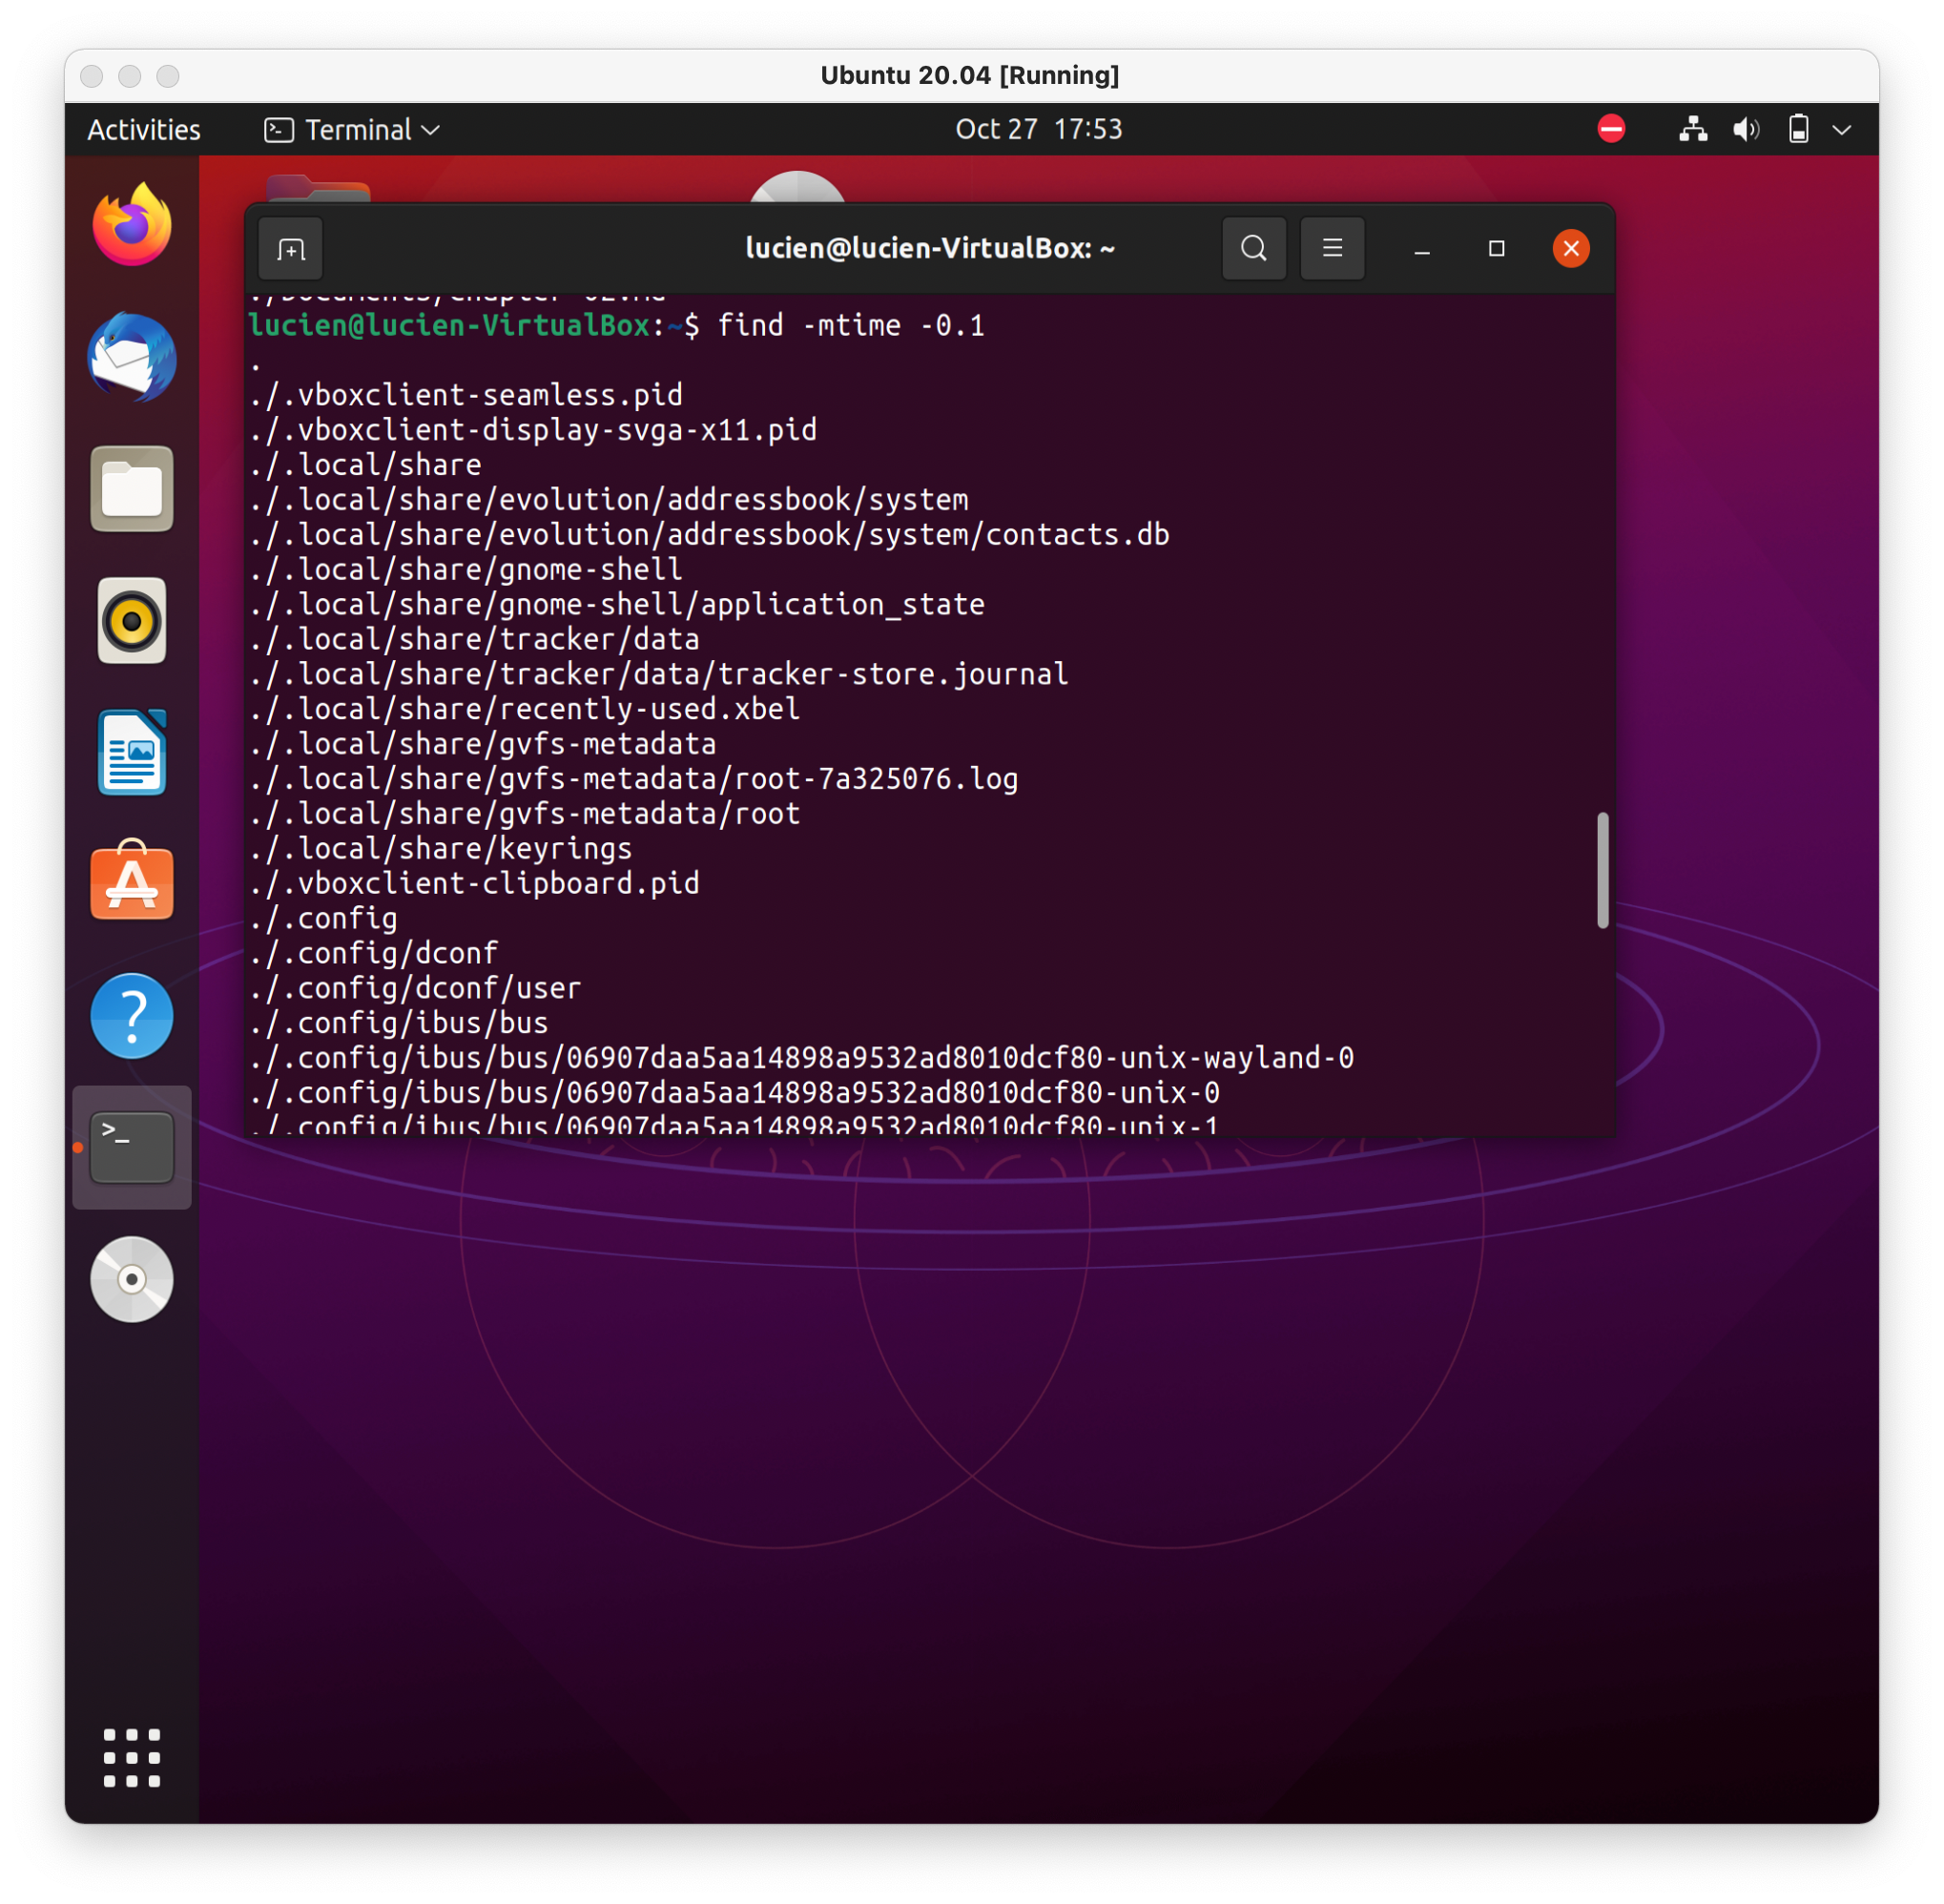 Ubuntu 20.04 [Running]
Activities Terminal Oct 27 17:53
lucien@lucien-VirtualBox: ~
./Documents/chapter-02.md
lucien@lucien-VirtualBox:~$ find -mtime -0.1
.
./.vboxclient-seamless.pid
./.vboxclient-display-svga-x11.pid
./.local/share
./.local/share/evolution/addressbook/system
./.local/share/evolution/addressbook/system/contacts.db
./.local/share/gnome-shell
./.local/share/gnome-shell/application_state
./.local/share/tracker/data
./.local/share/tracker/data/tracker-store.journal
./.local/share/recently-used.xbel
./.local/share/gvfs-metadata
./.local/share/gvfs-metadata/root-7a325076.log
./.local/share/gvfs-metadata/root
./.local/share/keyrings
./.vboxclient-clipboard.pid
./.config
./.config/dconf
./.config/dconf/user
./.config/ibus/bus
./.config/ibus/bus/06907daa5aa14898a9532ad8010dcf80-unix-wayland-0
./.config/ibus/bus/06907daa5aa14898a9532ad8010dcf80-unix-0
./.config/ibus/bus/06907daa5aa14898a9532ad8010dcf80-unix-1